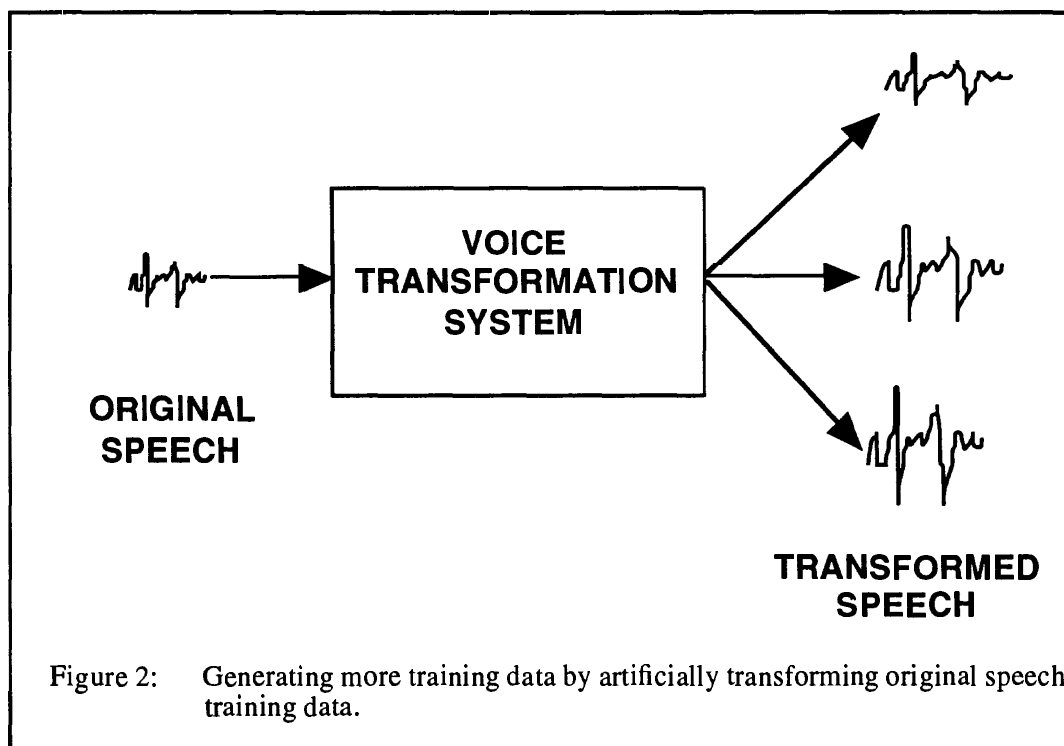 VOICE
TRANSFORMATION
SYSTEM
ORIGINAL
SPEECH
TRANSFORMED
SPEECH
Figure 2: Generating more training data by artificially transforming original speech
training data.